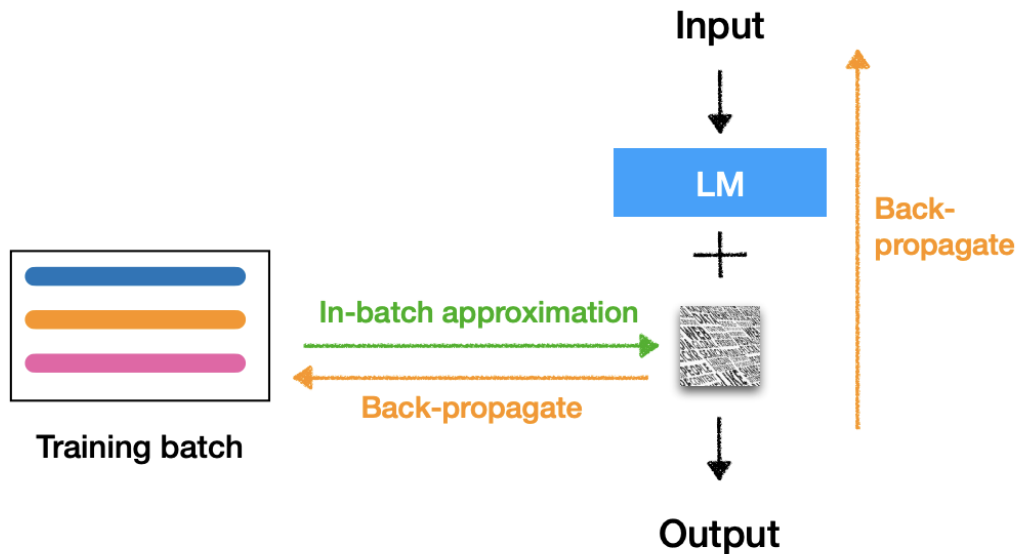 Input
LM
Back-
propagate
In-batch approximation
Back-propagate
Training batch
Output